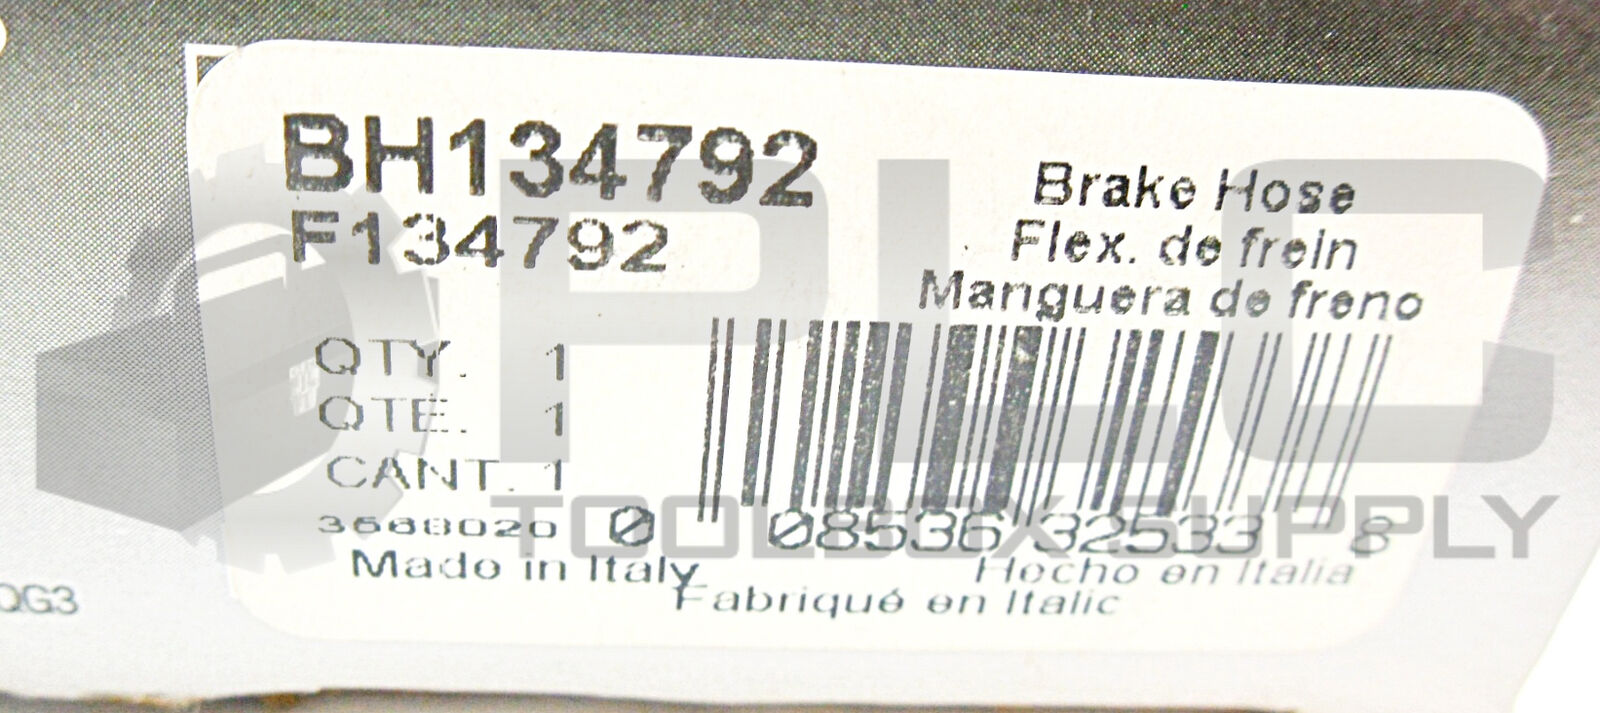 BH134792
F134792
Brake Hose
Flex. de frein
Manguera de freno
QTY. 1
QTE. 1
CANT. 1
3688020
0 08536 32533 8
Made in Italy
Hecho en Italia
Fabriqué en Italie
QG3
PLC
TOOLBOX SUPPLY